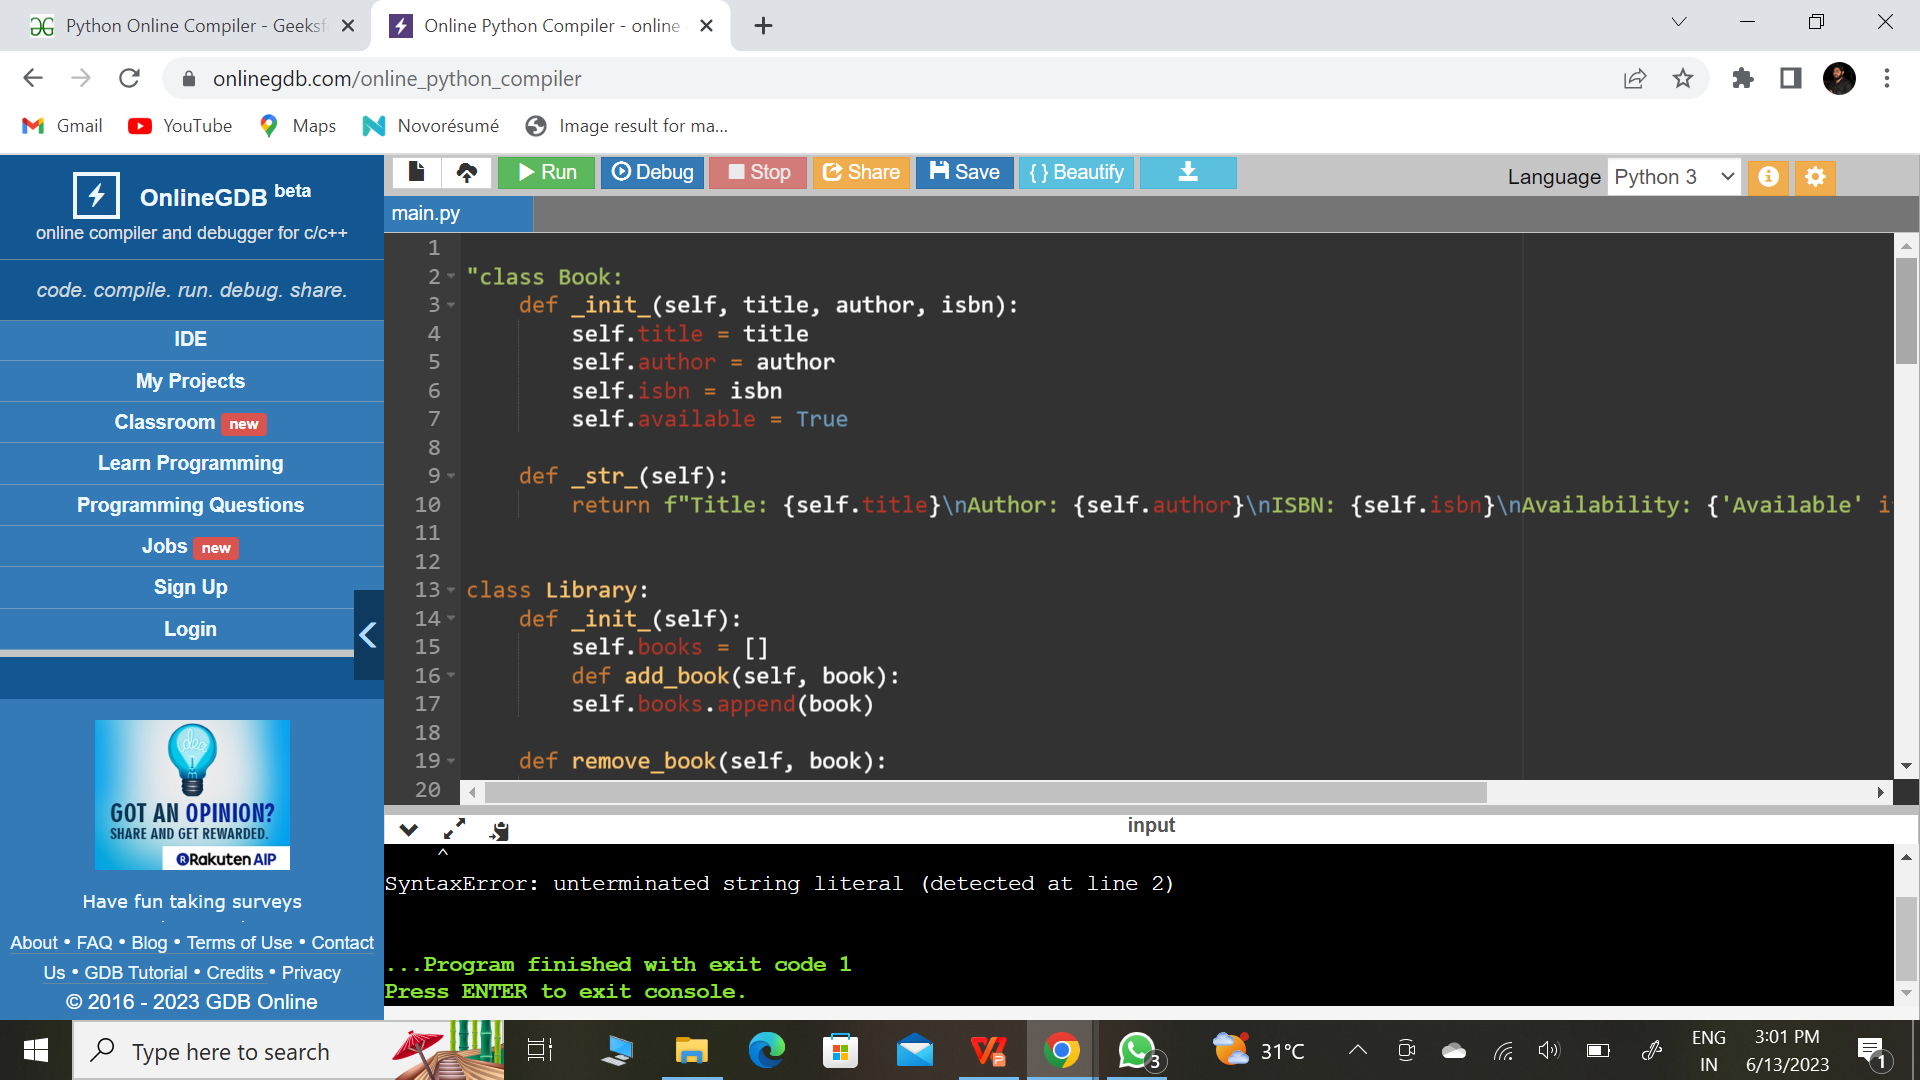 Python Online Compiler - Geeksf
Online Python Compiler - online
onlinegdb.com/online_python_compiler
Gmail YouTube Maps Novorésumé Image result for ma...
OnlineGDB beta
online compiler and debugger for c/c++
code. compile. run. debug. share.
IDE
My Projects
Classroom new
Learn Programming
Programming Questions
Jobs new
Sign Up
Login
idea
GOT AN OPINION?
SHARE AND GET REWARDED.
Rakuten AIP
Have fun taking surveys
About • FAQ • Blog • Terms of Use • Contact
Us • GDB Tutorial • Credits • Privacy
© 2016 - 2023 GDB Online
Run Debug Stop Share Save { } Beautify
Language Python 3
main.py
1
2 "class Book:
3     def _init_(self, title, author, isbn):
4         self.title = title
5         self.author = author
6         self.isbn = isbn
7         self.available = True
8
9     def _str_(self):
10         return f"Title: {self.title}\nAuthor: {self.author}\nISBN: {self.isbn}\nAvailability: {'Available' i
11
12
13 class Library:
14     def _init_(self):
15         self.books = []
16         def add_book(self, book):
17         self.books.append(book)
18
19     def remove_book(self, book):
20
input
^
SyntaxError: unterminated string literal (detected at line 2)
...Program finished with exit code 1
Press ENTER to exit console.
Type here to search
3
31°C
ENG
IN
3:01 PM
6/13/2023
1